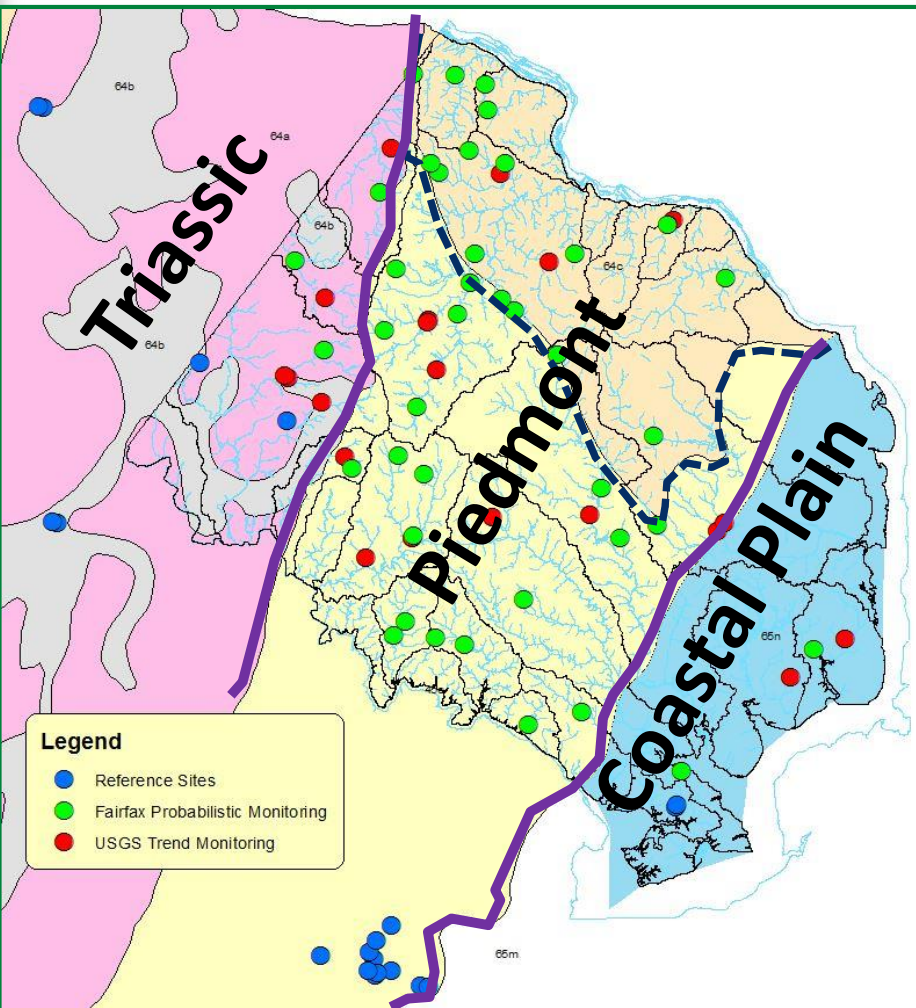 64b
64a
Triassic
64b
64c
64b
Piedmont
Coastal Plain
65n
Legend
Reference Sites
Fairfax Probabilistic Monitoring
USGS Trend Monitoring
65m